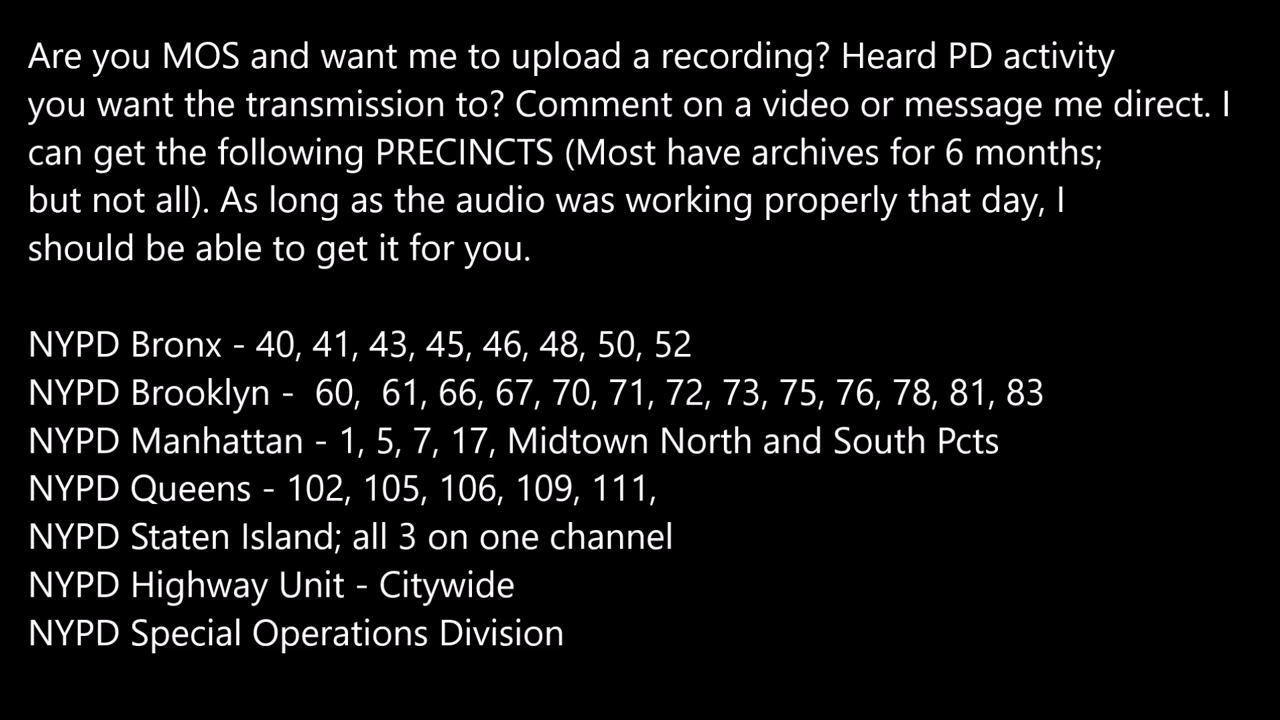 Are you MOS and want me to upload a recording? Heard PD activity
you want the transmission to? Comment on a video or message me direct. I
can get the following PRECINCTS (Most have archives for 6 months;
but not all). As long as the audio was working properly that day, I
should be able to get it for you.
NYPD Bronx - 40, 41, 43, 45, 46, 48, 50, 52
NYPD Brooklyn -  60,  61, 66, 67, 70, 71, 72, 73, 75, 76, 78, 81, 83
NYPD Manhattan - 1, 5, 7, 17, Midtown North and South Pcts
NYPD Queens - 102, 105, 106, 109, 111,
NYPD Staten Island; all 3 on one channel
NYPD Highway Unit - Citywide
NYPD Special Operations Division